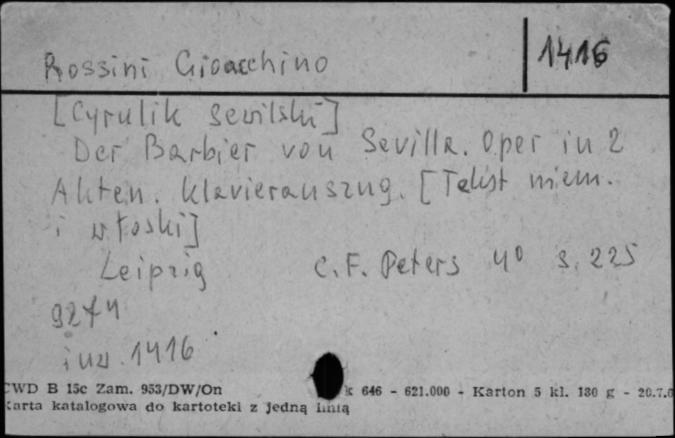 Rossini Gioacchino
1416
[Cyrulik sewilski]
Der Barbier von Sevilla. Oper in 2
Akten. Klavierauszug. [Tekst niem.
i włoski]
Leipzig C. F. Peters 4° s. 225
9274
inw. 1416
CWD B 15c Zam. 953/DW/On k 646 - 621.000 - Karton 5 kl. 180 g - 20.7.6
Karta katalogowa do kartoteki z jedną linią